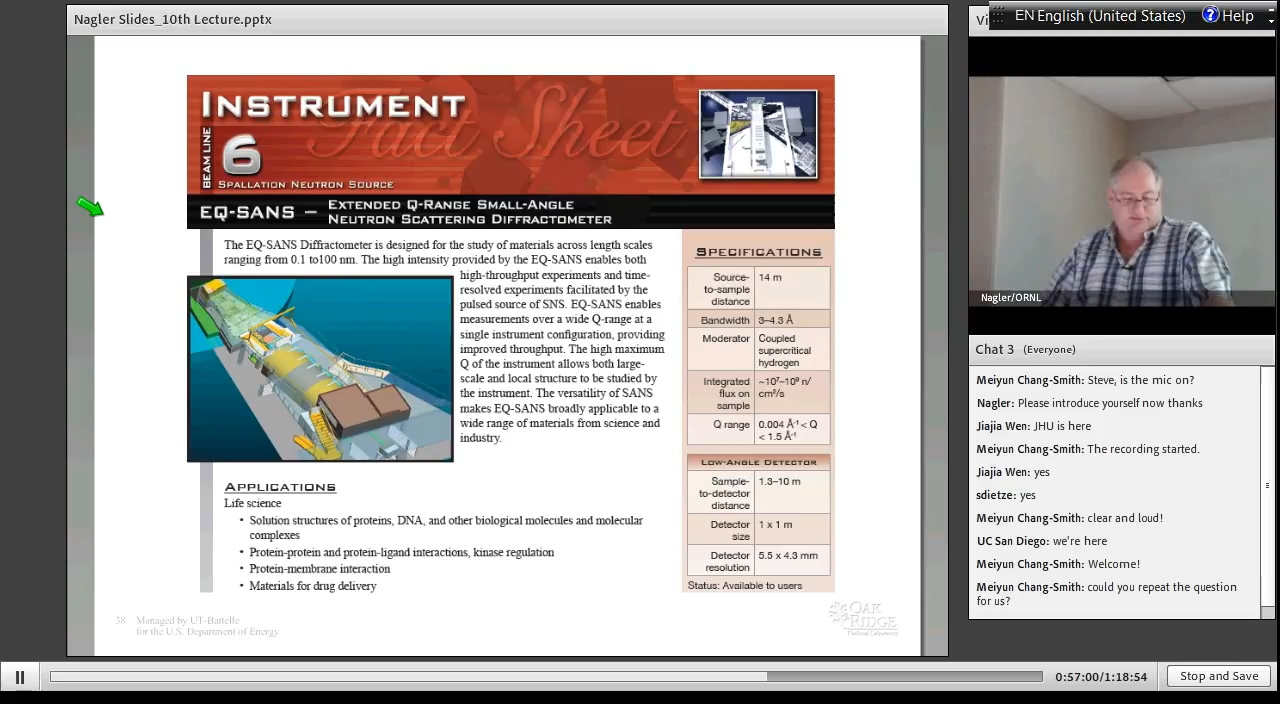 Nagler Slides_10th Lecture.pptx
Vi
EN English (United States)
Help
INSTRUMENT
Fact Sheet
BEAM LINE
6
SPALLATION NEUTRON SOURCE
EQ-SANS – EXTENDED Q-RANGE SMALL-ANGLE
NEUTRON SCATTERING DIFFRACTOMETER
The EQ-SANS Diffractometer is designed for the study of materials across length scales
ranging from 0.1 to100 nm. The high intensity provided by the EQ-SANS enables both
high-throughput experiments and time-
resolved experiments facilitated by the
pulsed source of SNS. EQ-SANS enables
measurements over a wide Q-range at a
single instrument configuration, providing
improved throughput. The high maximum
Q of the instrument allows both large-
scale and local structure to be studied by
the instrument. The versatility of SANS
makes EQ-SANS broadly applicable to a
wide range of materials from science and
industry.
APPLICATIONS
Life science
• Solution structures of proteins, DNA, and other biological molecules and molecular
complexes
• Protein-protein and protein-ligand interactions, kinase regulation
• Protein-membrane interaction
• Materials for drug delivery
SPECIFICATIONS
Source- 14 m
to-sample
distance
Bandwidth 3–4.3 Å
Moderator Coupled
supercritical
hydrogen
Integrated ~10⁷–10⁹ n/
flux on cm²/s
sample
Q range 0.004 Å⁻¹ < Q
< 1.5 Å⁻¹
LOW-ANGLE DETECTOR
Sample- 1.3–10 m
to-detector
distance
Detector 1 x 1 m
size
Detector 5.5 x 4.3 mm
resolution
Status: Available to users
38 Managed by UT-Battelle
for the U.S. Department of Energy
OAK
RIDGE
National Laboratory
Nagler/ORNL
Chat 3 (Everyone)
Meiyun Chang-Smith: Steve, is the mic on?
Nagler: Please introduce yourself now thanks
Jiajia Wen: JHU is here
Meiyun Chang-Smith: The recording started.
Jiajia Wen: yes
sdietze: yes
Meiyun Chang-Smith: clear and loud!
UC San Diego: we're here
Meiyun Chang-Smith: Welcome!
Meiyun Chang-Smith: could you repeat the question
for us?
0:57:00/1:18:54
Stop and Save